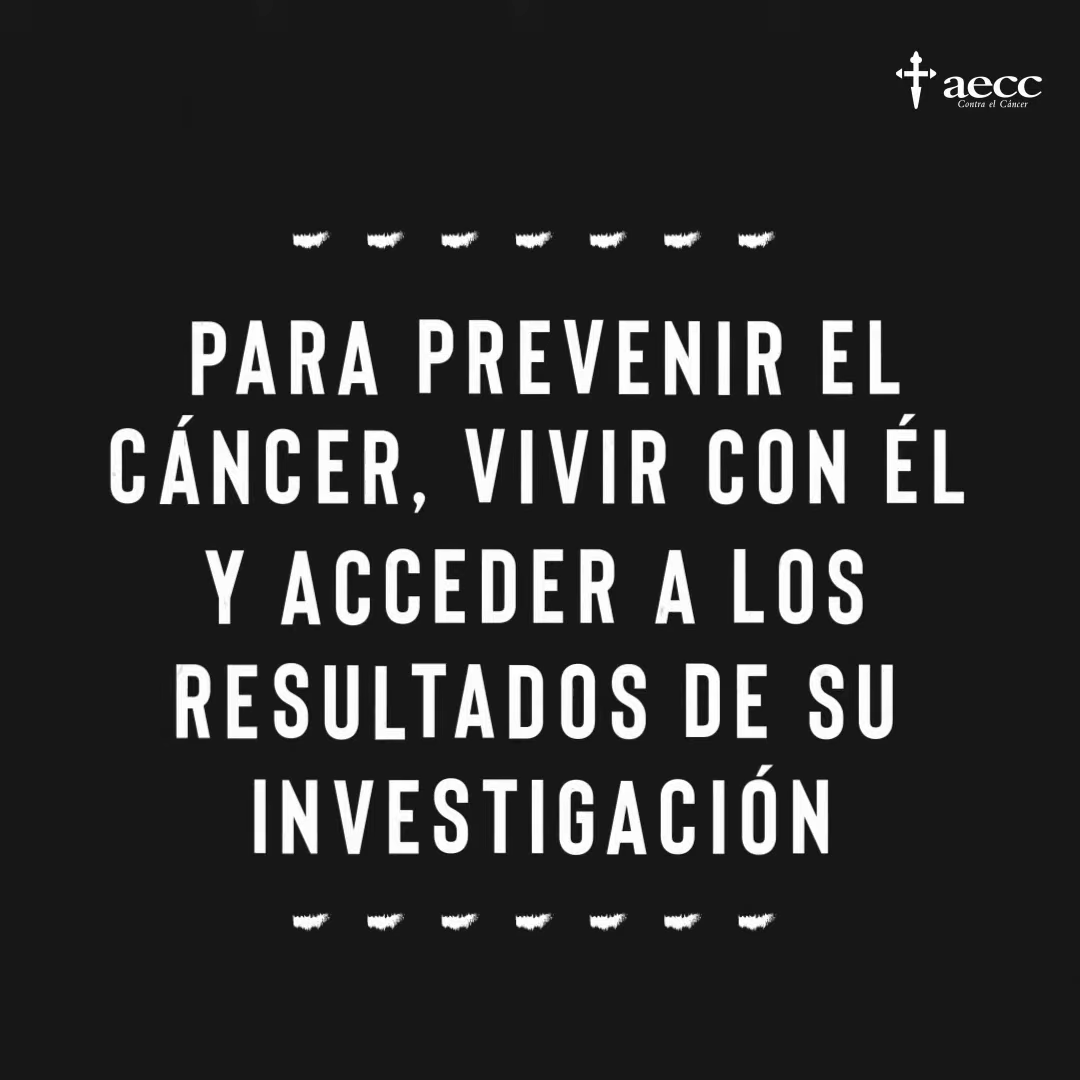 aecc
Contra el Cáncer
PARA PREVENIR EL
CÁNCER, VIVIR CON ÉL
Y ACCEDER A LOS
RESULTADOS DE SU
INVESTIGACIÓN